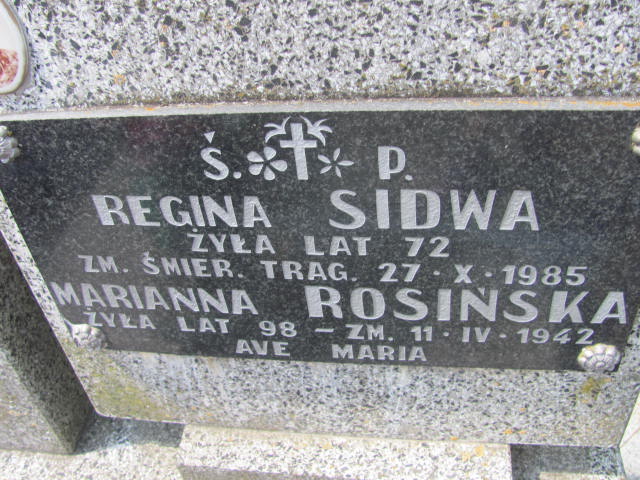 Ś. P.
REGINA SIDWA
ŻYŁA LAT 72
ZM. ŚMIER. TRAG. 27·X·1985
MARIANNA ROSIŃSKA
ŻYŁA LAT 98 – ZM. 11·IV·1942
AVE MARIA